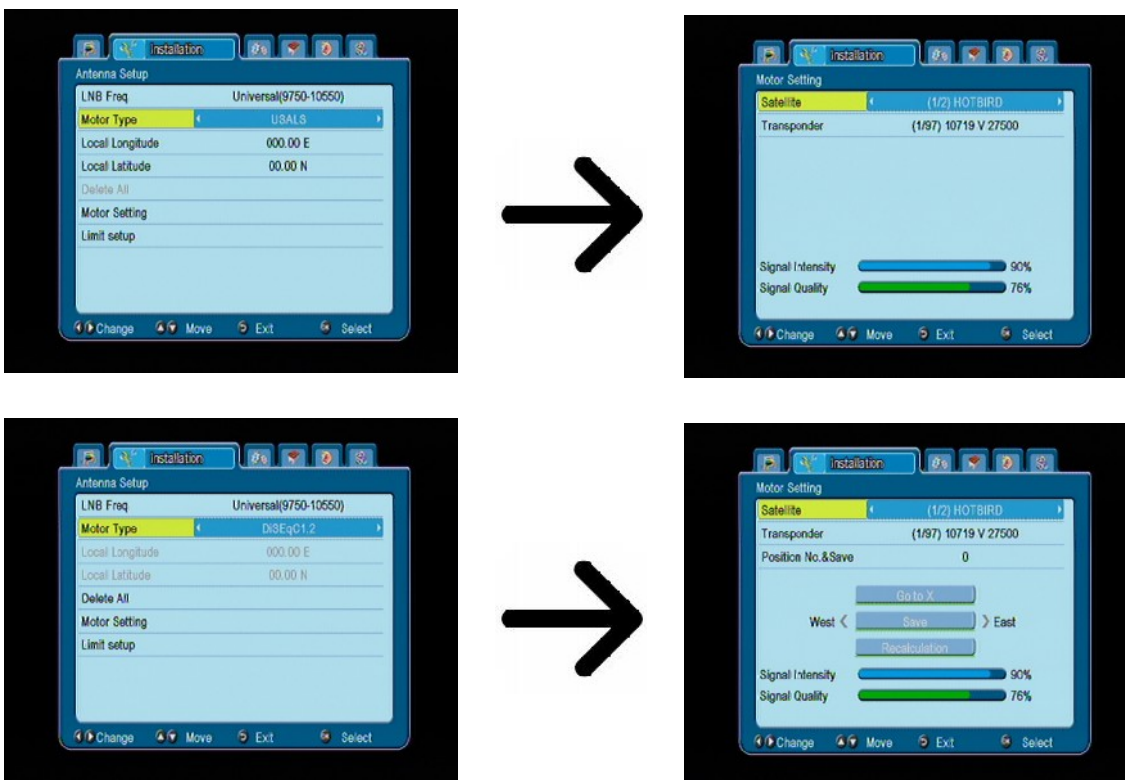 Installation
Antenna Setup
LNB Freq Universal(9750-10550)
Motor Type USALS
Local Longitude 000.00 E
Local Latitude 00.00 N
Delete All
Motor Setting
Limit setup
Change Move Exit Select
Installation
Motor Setting
Satellite (1/2) HOTBIRD
Transponder (1/97) 10719 V 27500
Signal Intensity 90%
Signal Quality 76%
Change Move Exit Select
Installation
Antenna Setup
LNB Freq Universal(9750-10550)
Motor Type DiSEqC1.2
Local Longitude 000.00 E
Local Latitude 00.00 N
Delete All
Motor Setting
Limit setup
Change Move Exit Select
Installation
Motor Setting
Satellite (1/2) HOTBIRD
Transponder (1/97) 10719 V 27500
Position No.&Save 0
Go to X
West Save East
Recalculation
Signal Intensity 90%
Signal Quality 76%
Change Move Exit Select